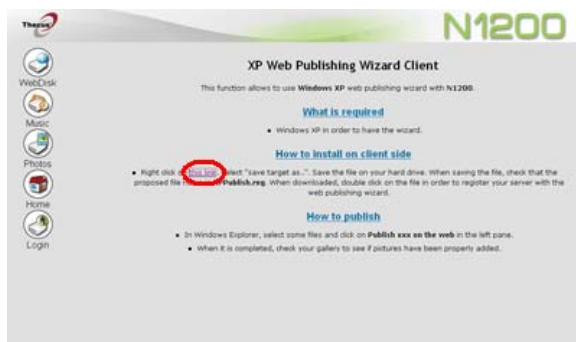 Thecus
N1200
XP Web Publishing Wizard Client
This function allows to use Windows XP web publishing wizard with N1200.
WebDisk
What is required
Music
• Windows XP in order to have the wizard.
How to install on client side
Photos
• Right click on this link, select "save target as..". Save the file on your hard drive. When saving the file, check that the
proposed file Publish.reg. When downloaded, double click on the file in order to register your server with the
web publishing wizard.
Home
How to publish
Login
• In Windows Explorer, select some files and click on Publish xxx on the web in the left pane.
• When it is completed, check your gallery to see if pictures have been properly added.